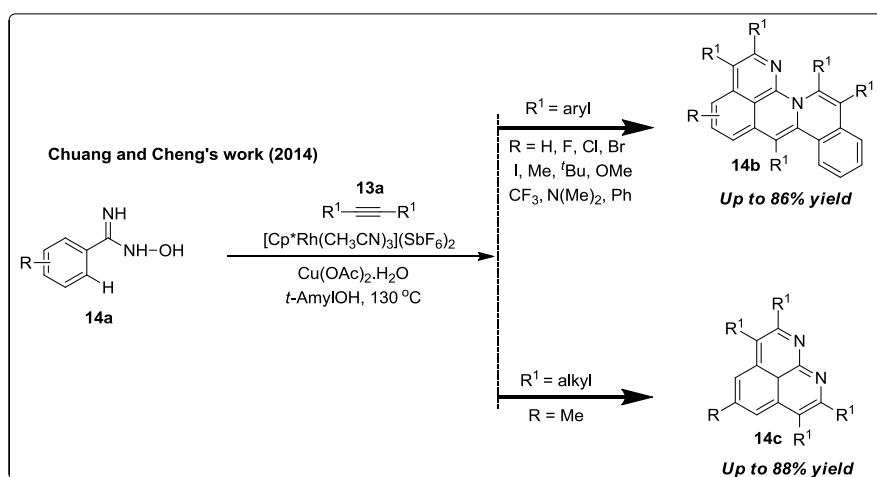 Chuang and Cheng's work (2014)
NH
NH–OH
R
H
14a
13a
R¹ R¹
[Cp*Rh(CH₃CN)₃](SbF₆)₂
Cu(OAc)₂.H₂O
t-AmylOH, 130 °C
R¹ = aryl
R = H, F, Cl, Br
I, Me, ᵗBu, OMe
CF₃, N(Me)₂, Ph
R¹
R¹
N
R¹
N
R¹
R
R¹
14b
Up to 86% yield
R¹ = alkyl
R = Me
R¹
R¹
N
N
R
R¹
R¹
14c
Up to 88% yield